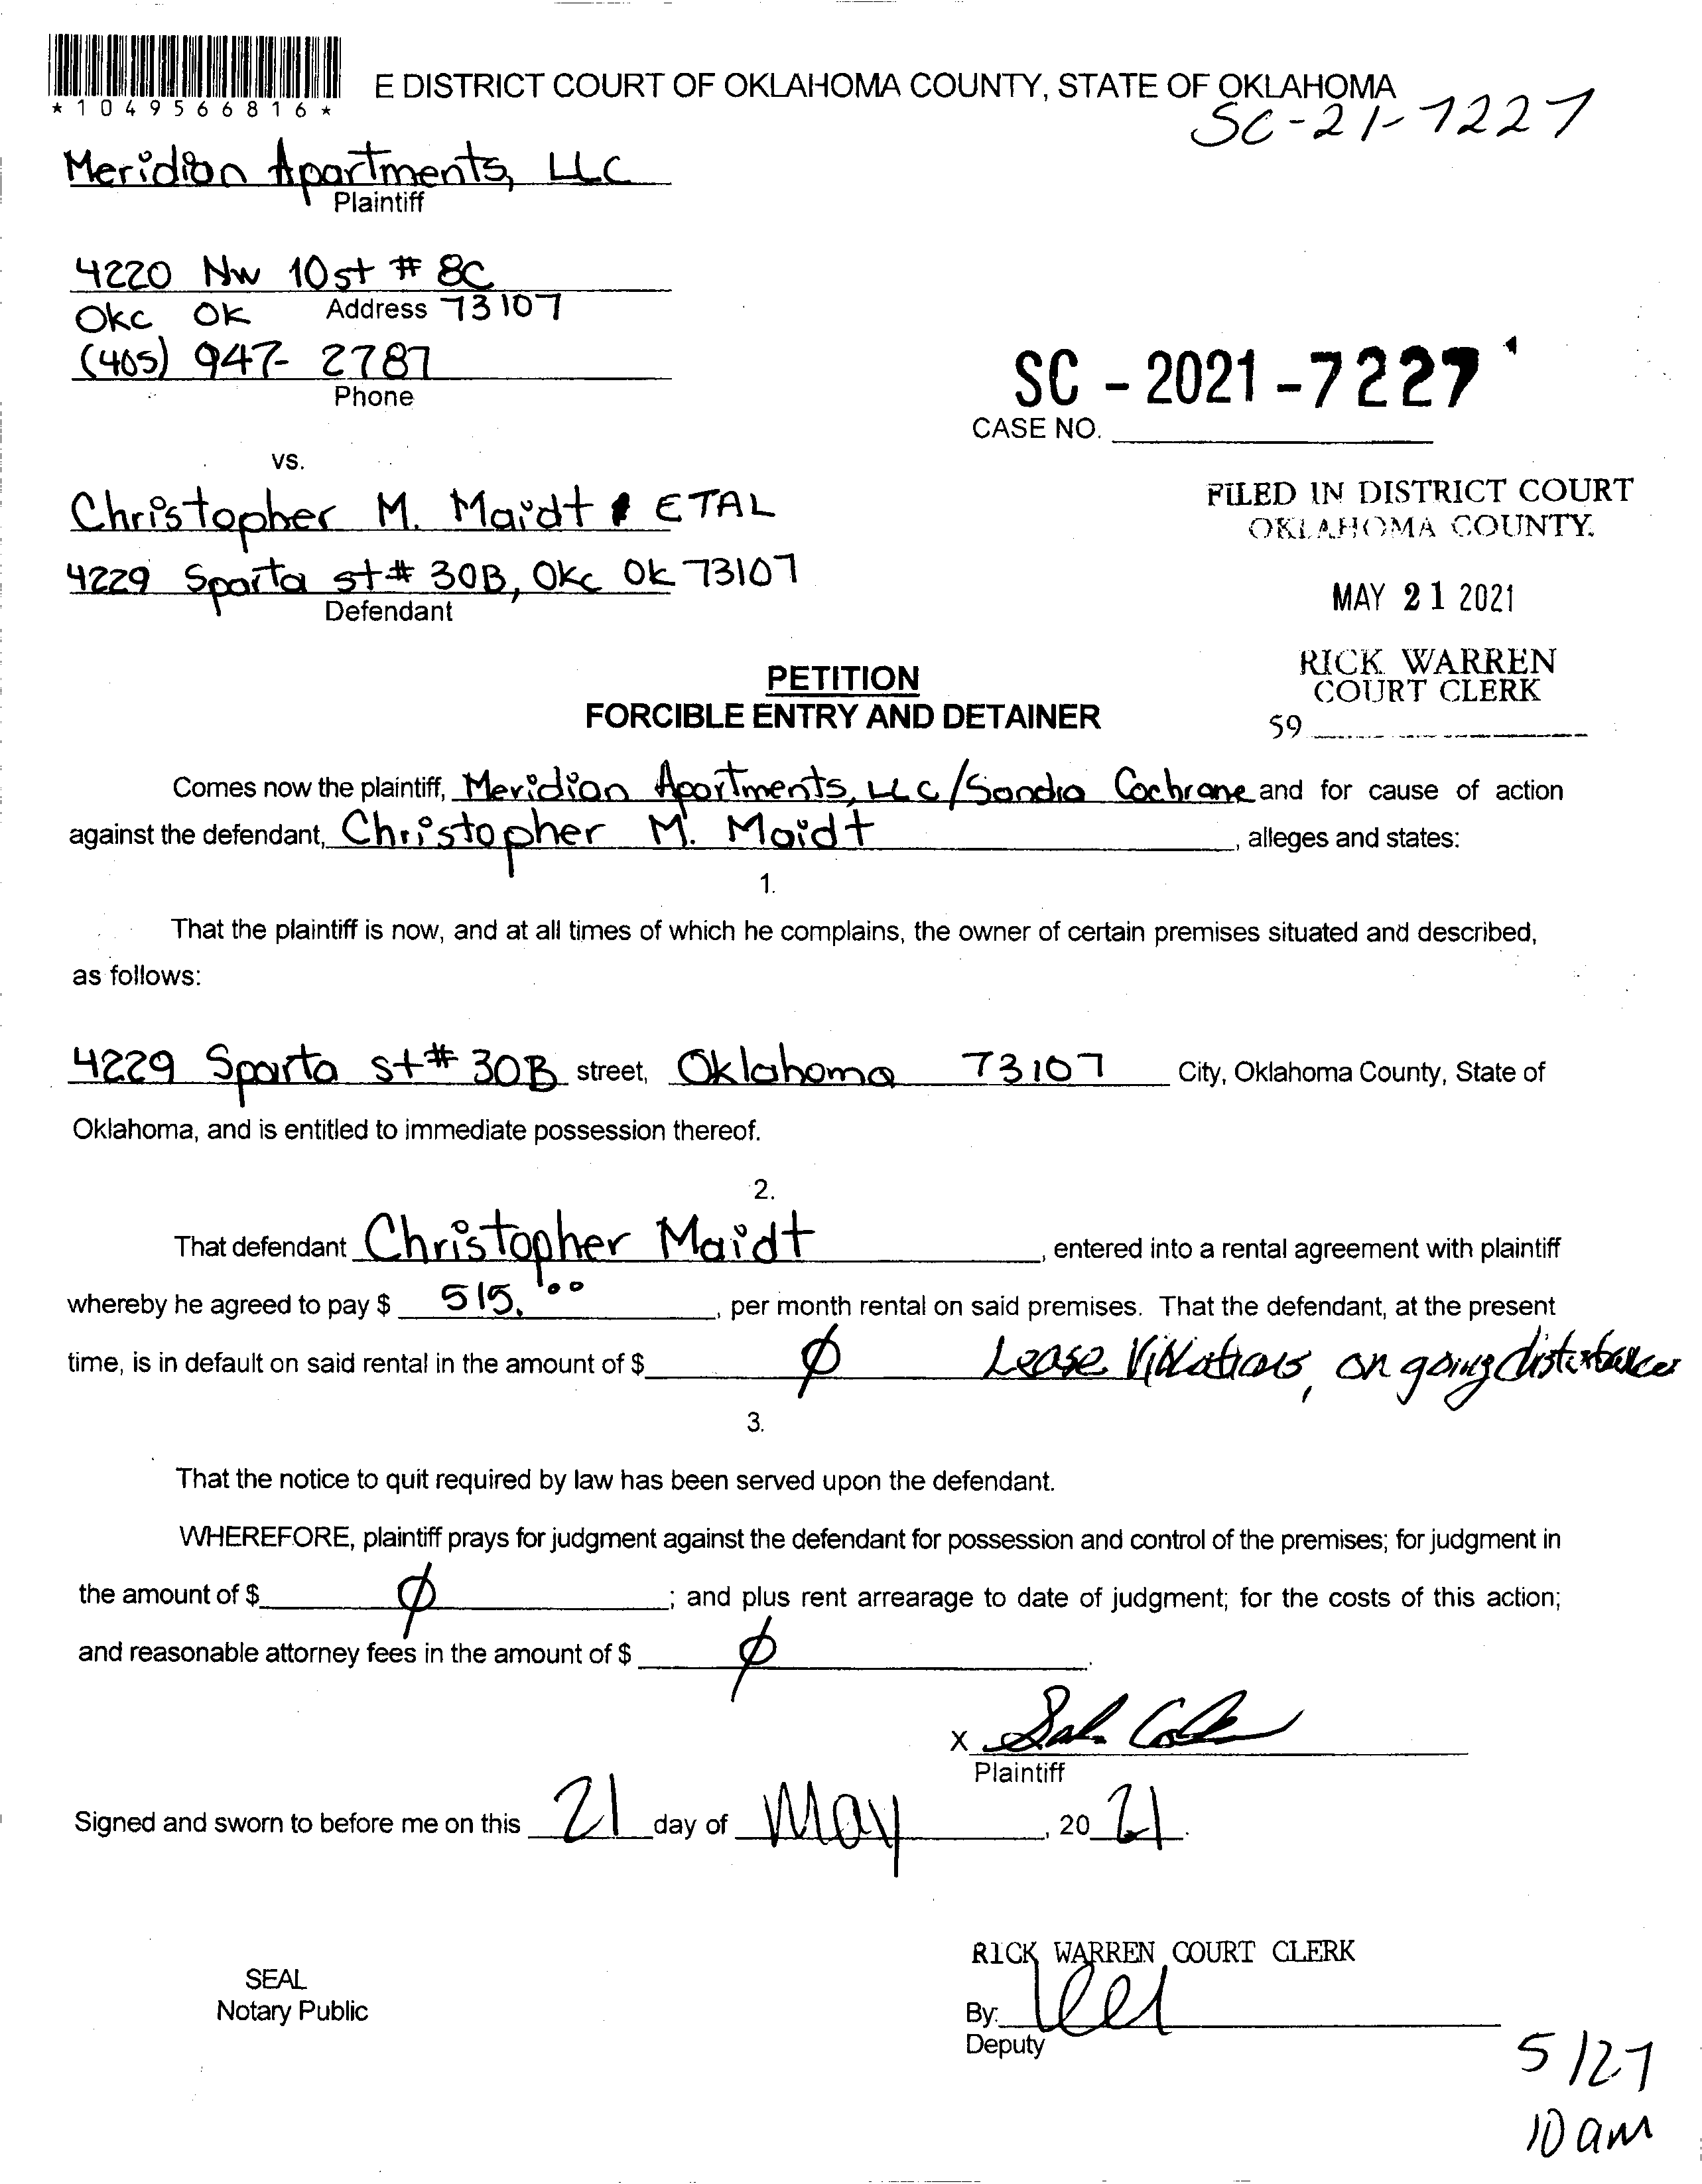 *1049566816*
E DISTRICT COURT OF OKLAHOMA COUNTY, STATE OF OKLAHOMA
SC-21-7227
Meridian Apartments, LLC
Plaintiff
4220 NW 10st # 8C
Address
OKC OK 73107
(405) 947-2787
Phone
SC - 2021 - 7227
CASE NO.
vs.
Christopher M. Maidt ETAL
4229 Sparta st # 30B, OKc Ok 73107
Defendant
FILED IN DISTRICT COURT
OKLAHOMA COUNTY.
MAY 21 2021
RICK WARREN
COURT CLERK
59
PETITION
FORCIBLE ENTRY AND DETAINER
Comes now the plaintiff, Meridian Apartments, LLC/Sandra Cochrane and for cause of action
against the defendant, Christopher M. Maidt, alleges and states:
1.
That the plaintiff is now, and at all times of which he complains, the owner of certain premises situated and described,
as follows:
4229 Sparta st # 30B street, Oklahoma 73107 City, Oklahoma County, State of
Oklahoma, and is entitled to immediate possession thereof.
2.
That defendant Christopher Maidt, entered into a rental agreement with plaintiff
whereby he agreed to pay $ 515.00, per month rental on said premises. That the defendant, at the present
time, is in default on said rental in the amount of $ ∅ Lease Violations, on going disturbances
3.
That the notice to quit required by law has been served upon the defendant.
WHEREFORE, plaintiff prays for judgment against the defendant for possession and control of the premises; for judgment in
the amount of $ ∅; and plus rent arrearage to date of judgment; for the costs of this action;
and reasonable attorney fees in the amount of $ ∅.
X
Plaintiff
Signed and sworn to before me on this 21 day of May, 20 21.
RICK WARREN COURT CLERK
SEAL
Notary Public
By:
Deputy
5/27
10 am